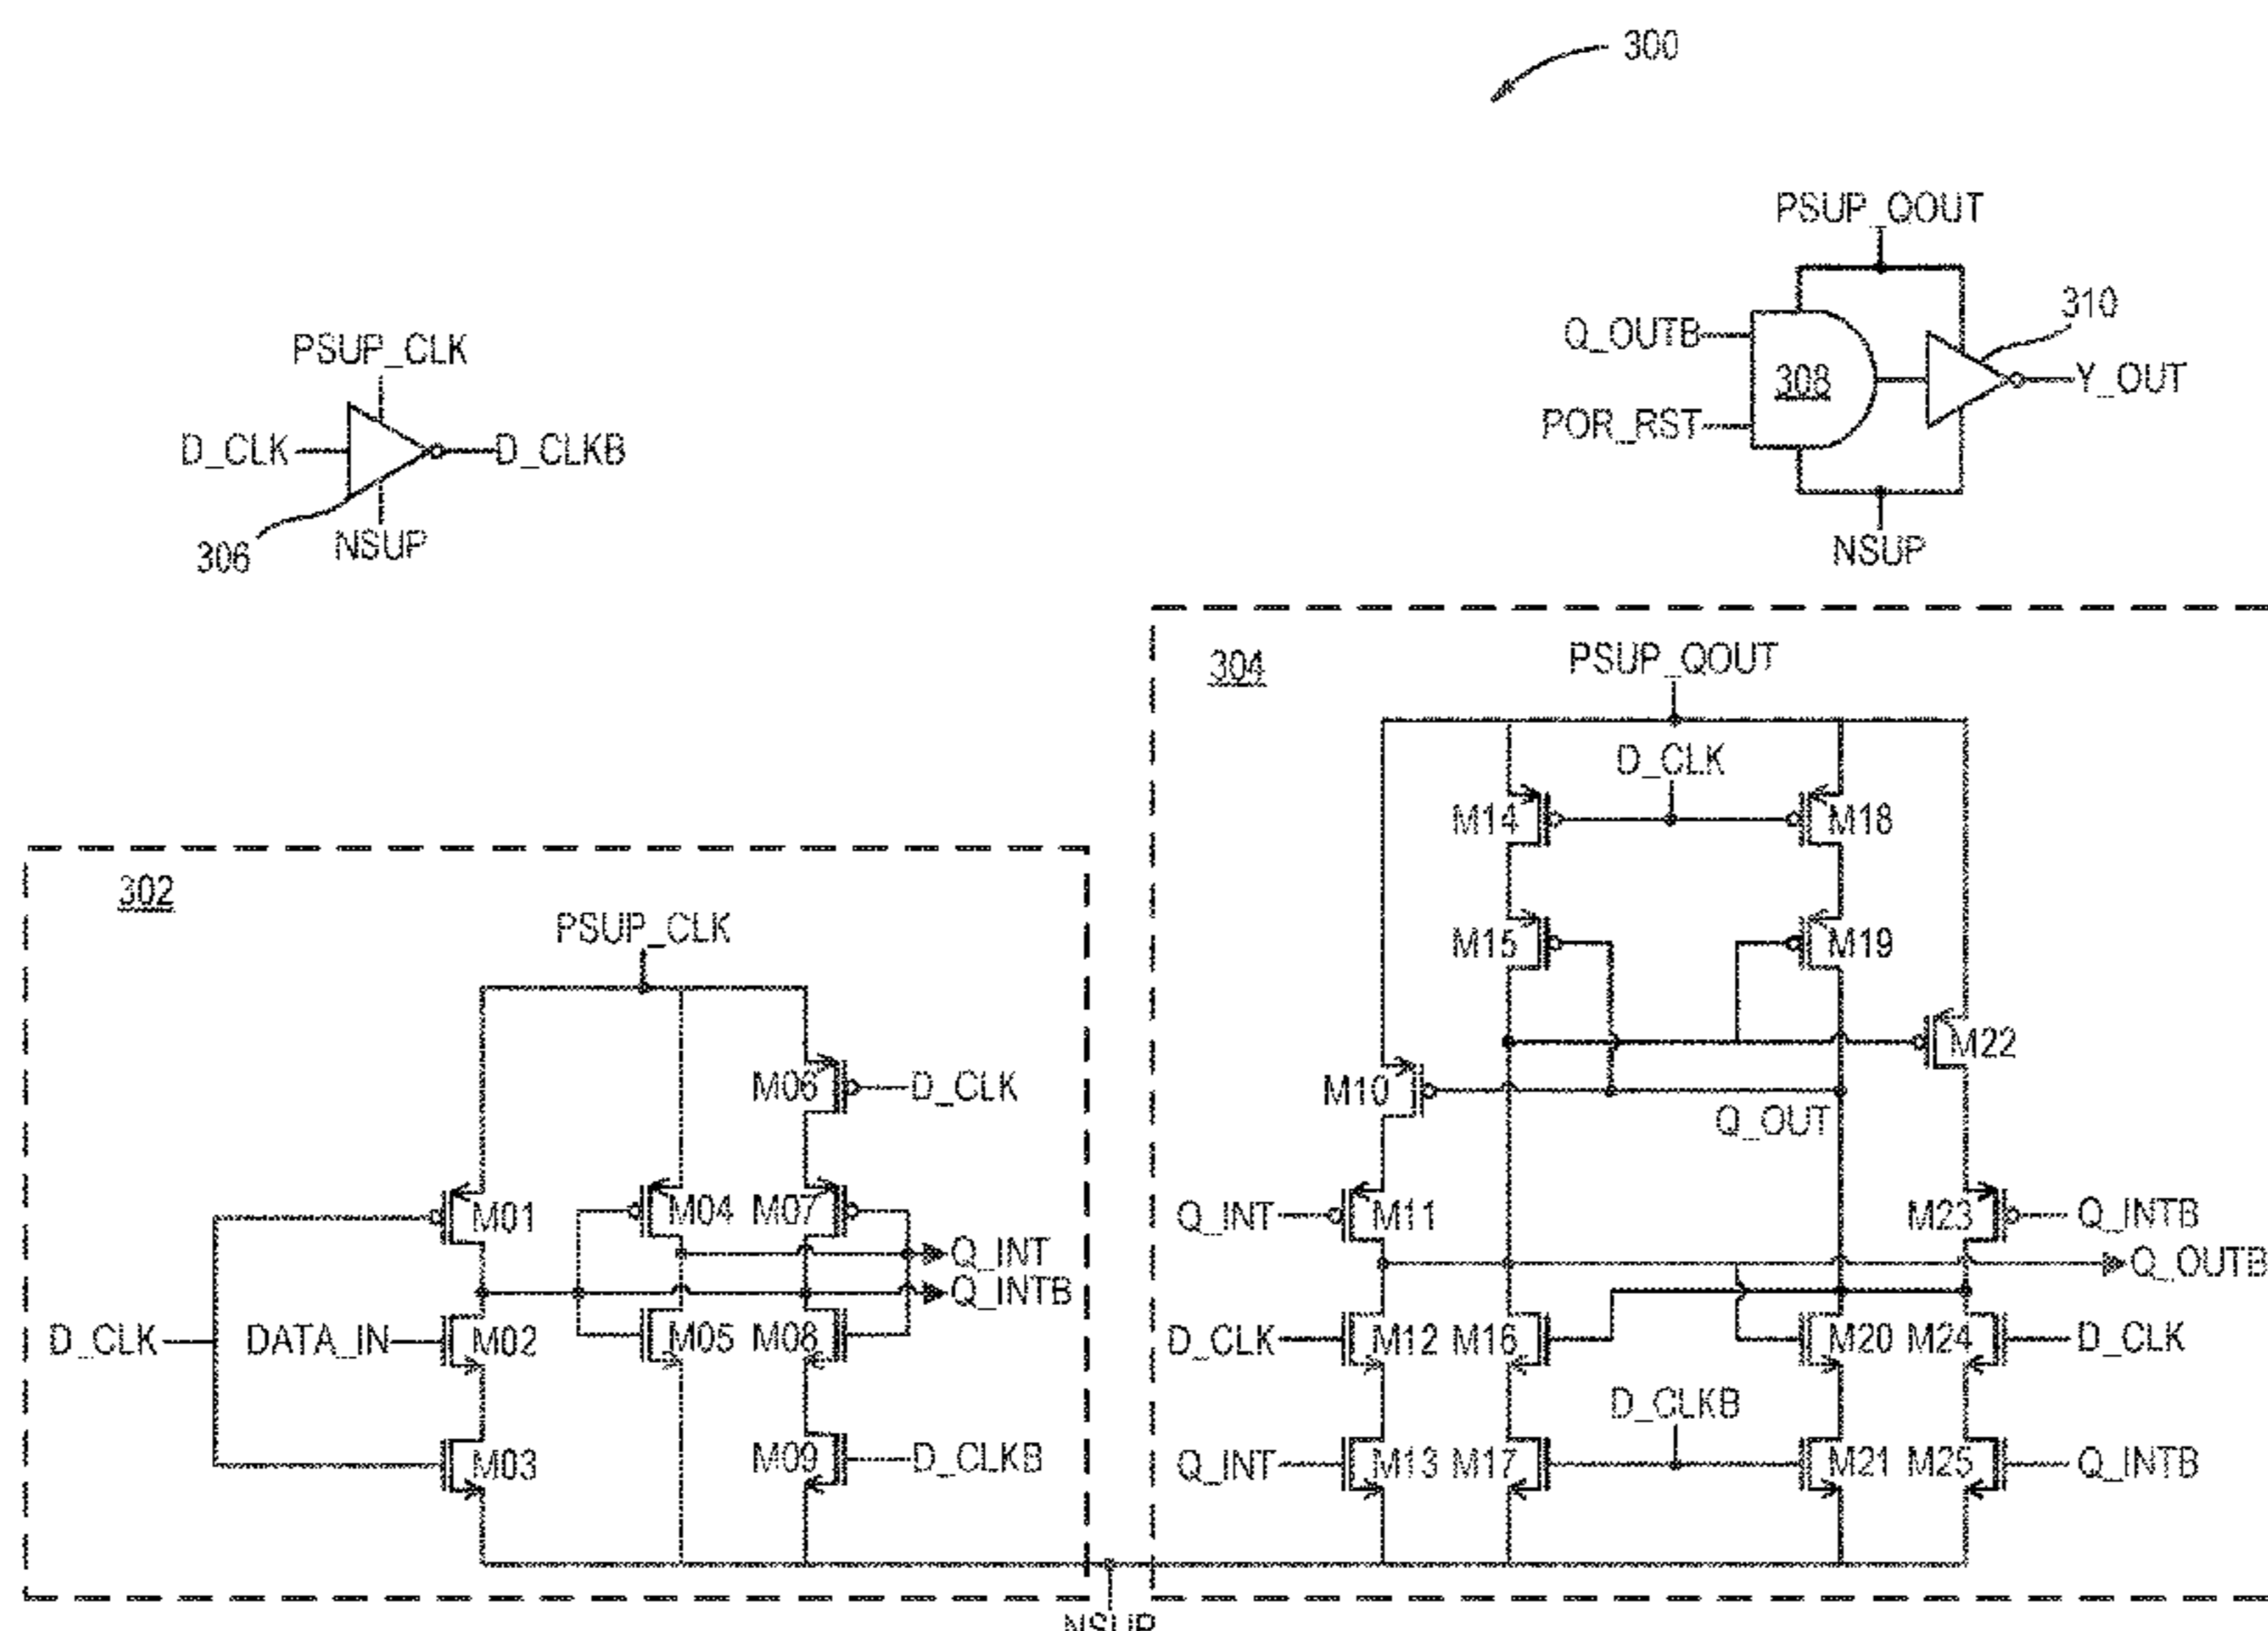 300
PSUP_QOUT
310
Q_OUTB
308
Y_OUT
POR_RST
NSUP
PSUP_CLK
D_CLK
D_CLKB
306
NSUP
304
PSUP_QOUT
D_CLK
M14
M18
M15
M19
M22
M10
Q_OUT
Q_INT
M11
M23
Q_INTB
Q_OUTB
D_CLK
M12
M16
M20
M24
D_CLK
D_CLKB
Q_INT
M13
M17
M21
M25
Q_INTB
302
PSUP_CLK
M06
D_CLK
M01
M04
M07
Q_INT
Q_INTB
D_CLK
DATA_IN
M02
M05
M08
M03
M09
D_CLKB
NSUP